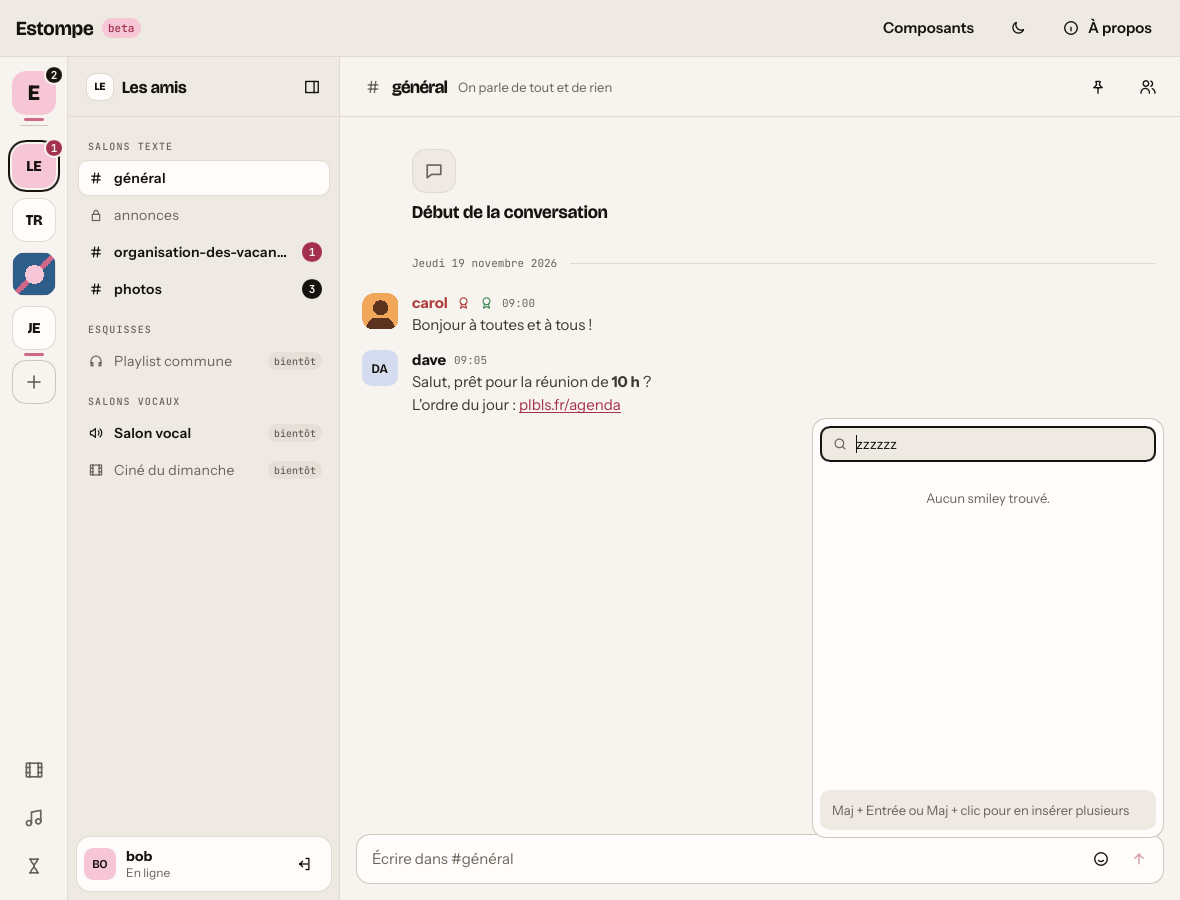 Estompe beta
Composants
À propos
E 2
LE 1
TR
JE
LE Les amis
SALONS TEXTE
# général
annonces
# organisation-des-vacan... 1
# photos 3
ESQUISSES
Playlist commune bientôt
SALONS VOCAUX
Salon vocal bientôt
Ciné du dimanche bientôt
BO bob
En ligne
# général On parle de tout et de rien
Début de la conversation
Jeudi 19 novembre 2026
carol 09:00
Bonjour à toutes et à tous !
DA dave 09:05
Salut, prêt pour la réunion de 10 h ?
L'ordre du jour : plbls.fr/agenda
zzzzzz
Aucun smiley trouvé.
Maj + Entrée ou Maj + clic pour en insérer plusieurs
Écrire dans #général